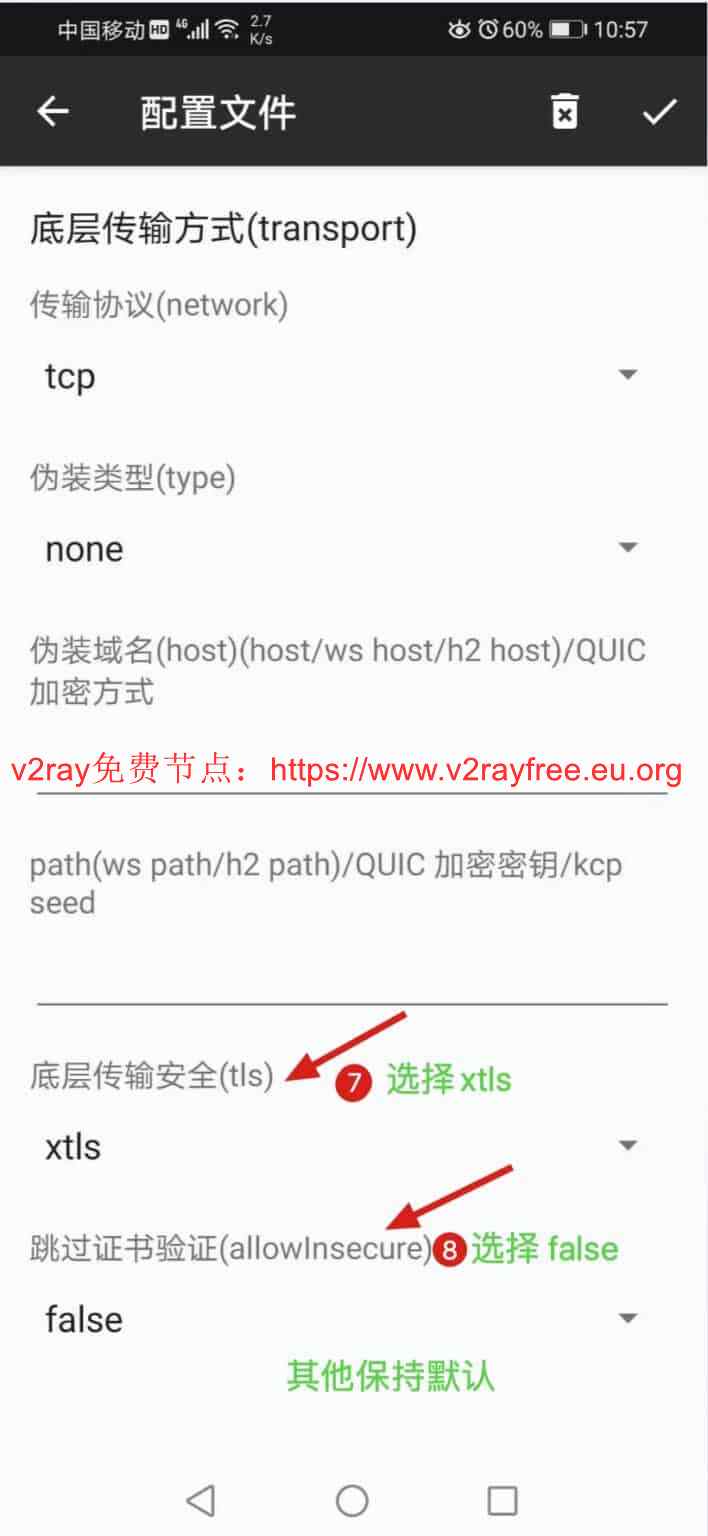 中国移动 HD 4G 2.7 K/s 60% 10:57
配置文件
底层传输方式(transport)
传输协议(network)
tcp
伪装类型(type)
none
伪装域名(host)(host/ws host/h2 host)/QUIC
加密方式
v2ray免费节点：https://www.v2rayfree.eu.org
path(ws path/h2 path)/QUIC 加密密钥/kcp
seed
底层传输安全(tls) 7 选择 xtls
xtls
跳过证书验证(allowInsecure) 8 选择 false
false
其他保持默认